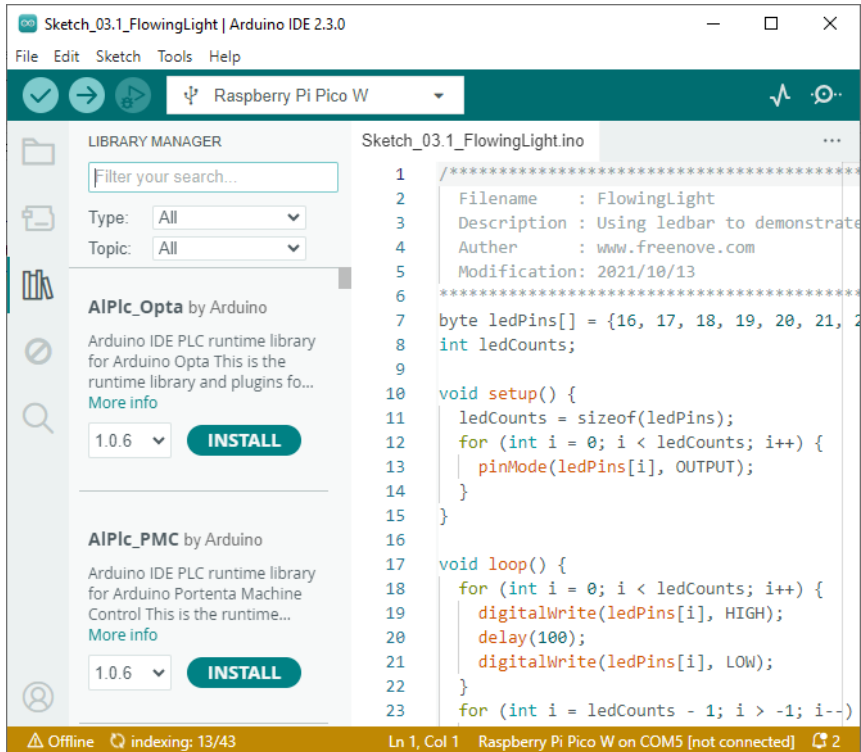 Sketch_03.1_FlowingLight | Arduino IDE 2.3.0
File Edit Sketch Tools Help
Raspberry Pi Pico W
LIBRARY MANAGER
Filter your search...
Type: All
Topic: All
AlPlc_Opta by Arduino
Arduino IDE PLC runtime library
for Arduino Opta This is the
runtime library and plugins fo...
More info
1.0.6 INSTALL
AlPlc_PMC by Arduino
Arduino IDE PLC runtime library
for Arduino Portenta Machine
Control This is the runtime...
More info
1.0.6 INSTALL
Sketch_03.1_FlowingLight.ino ...
1 /*******************************************
2 Filename : FlowingLight
3 Description : Using ledbar to demonstrate
4 Auther : www.freenove.com
5 Modification: 2021/10/13
6 *******************************************
7 byte ledPins[] = {16, 17, 18, 19, 20, 21, 2
8 int ledCounts;
9
10 void setup() {
11 ledCounts = sizeof(ledPins);
12 for (int i = 0; i < ledCounts; i++) {
13 pinMode(ledPins[i], OUTPUT);
14 }
15 }
16
17 void loop() {
18 for (int i = 0; i < ledCounts; i++) {
19 digitalWrite(ledPins[i], HIGH);
20 delay(100);
21 digitalWrite(ledPins[i], LOW);
22 }
23 for (int i = ledCounts - 1; i > -1; i--)
Offline indexing: 13/43 Ln 1, Col 1 Raspberry Pi Pico W on COM5 [not connected] 2